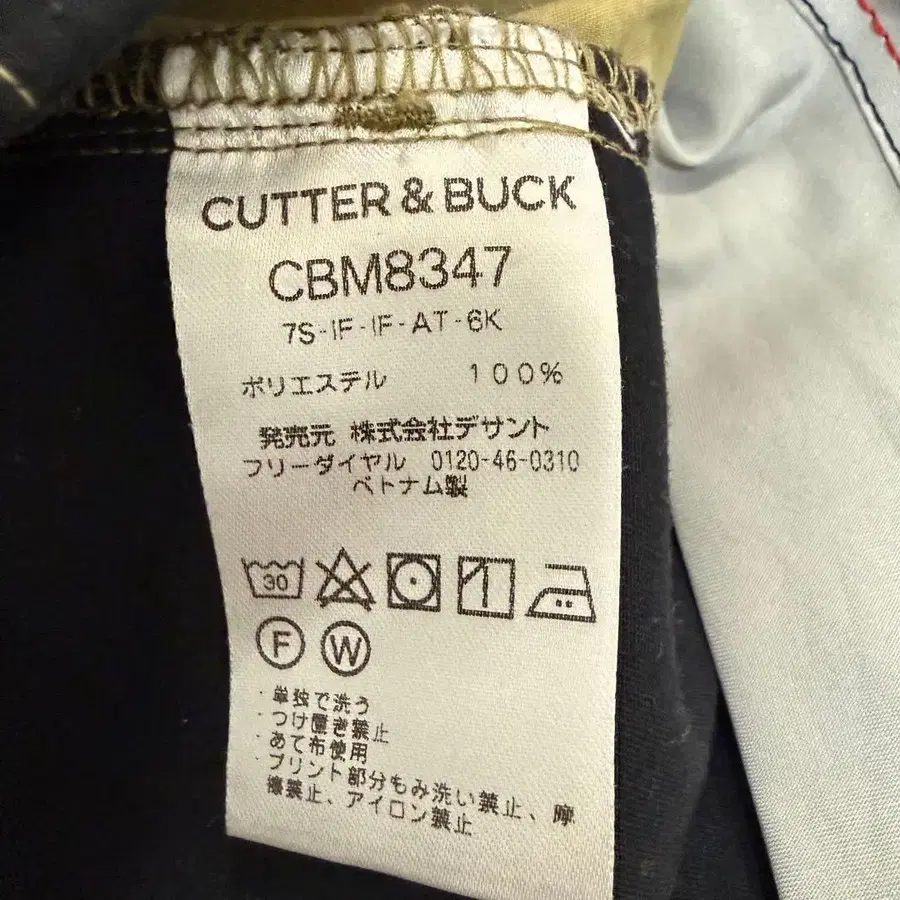 CUTTER & BUCK
CBM8347
7S-IF-IF-AT-6K
ポリエステル 100%
発売元 株式会社デサント
フリーダイヤル 0120-46-0310
ベトナム製
30
F W
・単独で洗う
・つけ置き禁止
・あて布使用
・プリント部分もみ洗い禁止、摩
擦禁止、アイロン禁止